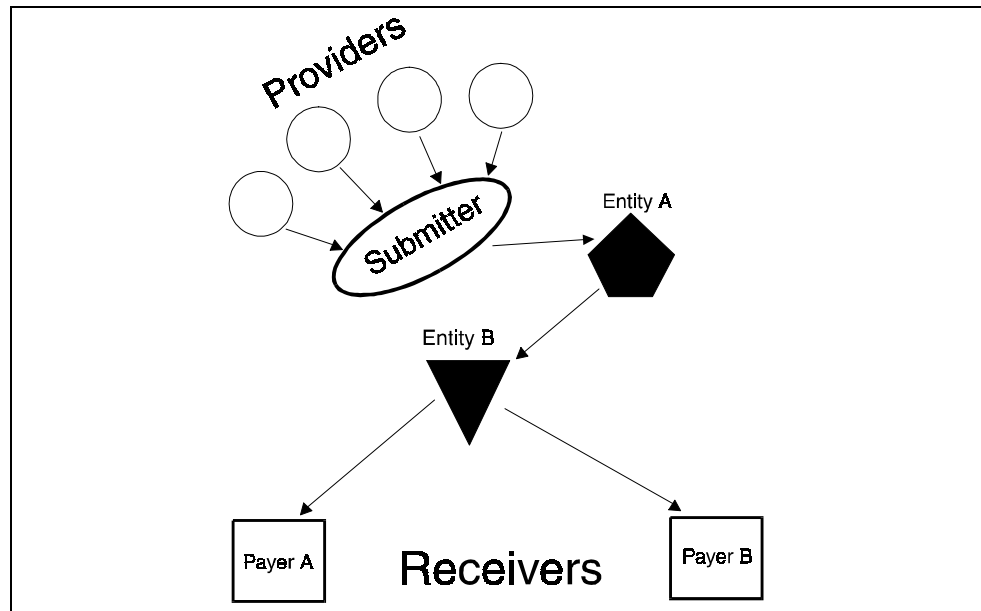 Providers
Submitter
Entity A
Entity B
Payer A
Receivers
Payer B